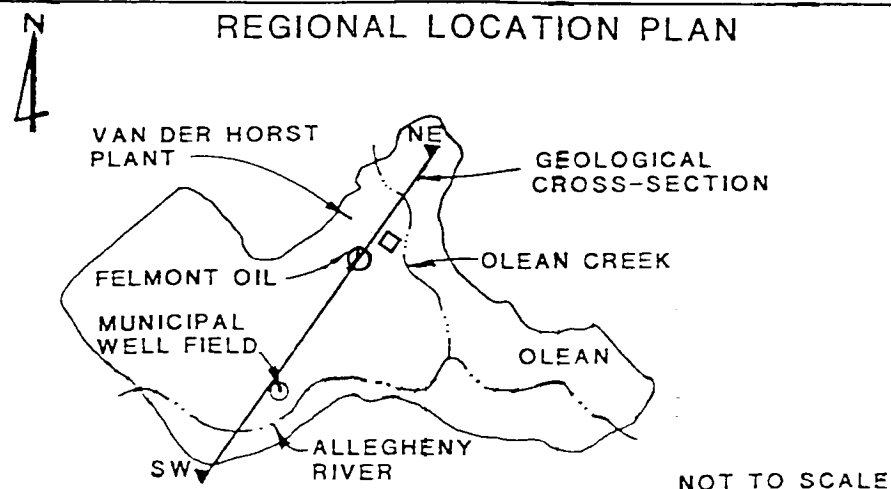 N
REGIONAL LOCATION PLAN
VAN DER HORST
PLANT
NE
GEOLOGICAL
CROSS-SECTION
FELMONT OIL
OLEAN CREEK
MUNICIPAL
WELL FIELD
OLEAN
SW
ALLEGHENY
RIVER
NOT TO SCALE